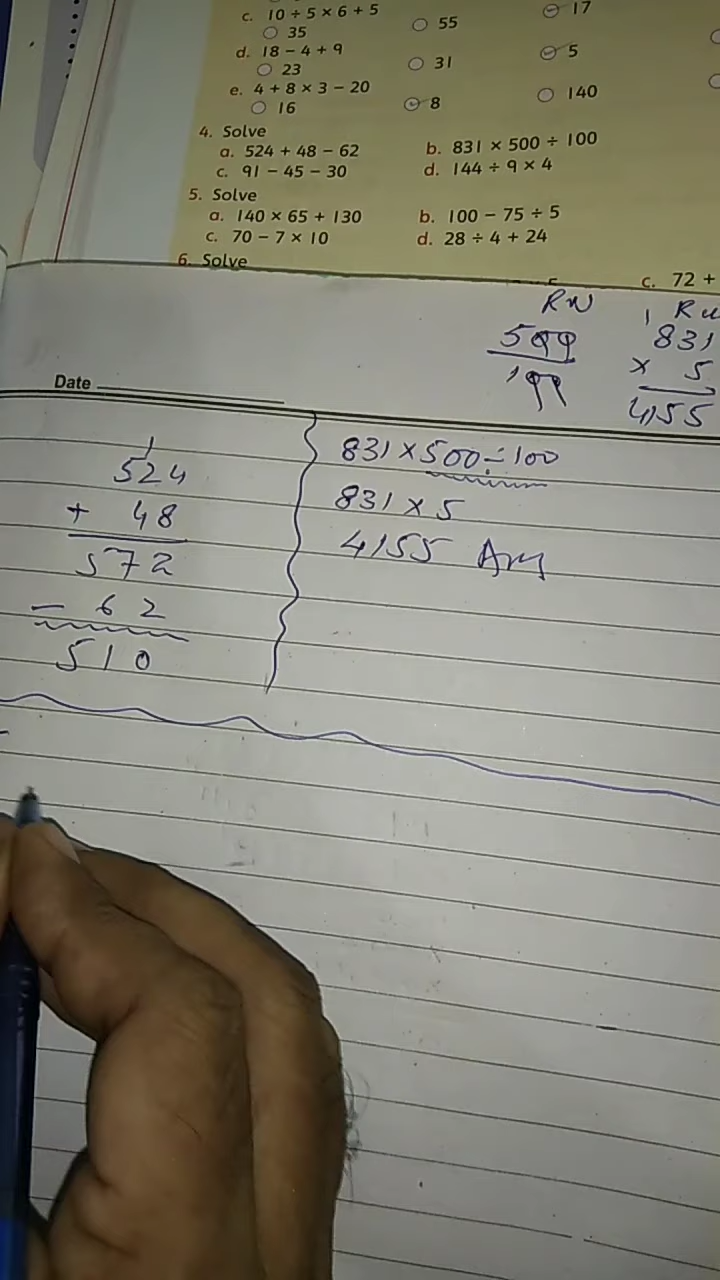 c. 10 ÷ 5 × 6 + 5
35 55 17
d. 18 − 4 + 9
23 31 5
e. 4 + 8 × 3 − 20
16 8 140
4. Solve
a. 524 + 48 − 62 b. 831 × 500 ÷ 100
c. 91 − 45 − 30 d. 144 ÷ 9 × 4
5. Solve
a. 140 × 65 + 130 b. 100 − 75 ÷ 5
c. 70 − 7 × 10 d. 28 ÷ 4 + 24
6. Solve
c. 72 +
RW
1
831
× 5
4155
Date
1
524
+ 48
572
− 62
510
831 × 500 ÷ 100
831 × 5
4155 Ans